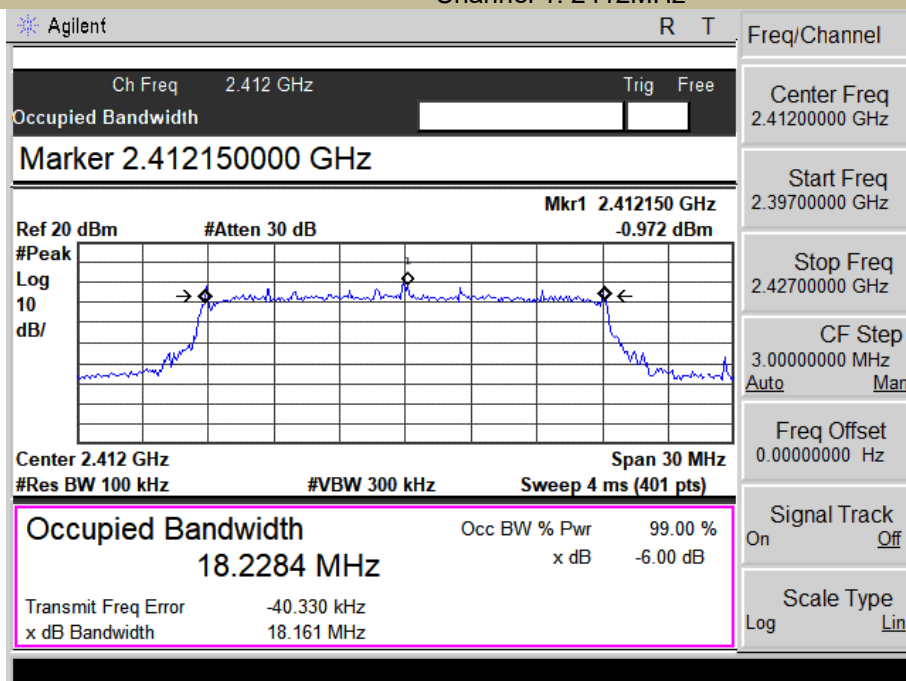 Agilent R T
Freq/Channel
Ch Freq 2.412 GHz Trig Free
Occupied Bandwidth
Center Freq
2.41200000 GHz
Marker 2.412150000 GHz
Start Freq
2.39700000 GHz
Mkr1 2.412150 GHz
Ref 20 dBm #Atten 30 dB -0.972 dBm
#Peak
Log
10
dB/
1
Stop Freq
2.42700000 GHz
CF Step
3.00000000 MHz
Auto Man
Freq Offset
0.00000000 Hz
Center 2.412 GHz Span 30 MHz
#Res BW 100 kHz #VBW 300 kHz Sweep 4 ms (401 pts)
Occupied Bandwidth
18.2284 MHz
Occ BW % Pwr 99.00 %
x dB -6.00 dB
Transmit Freq Error -40.330 kHz
x dB Bandwidth 18.161 MHz
Signal Track
On Off
Scale Type
Log Lin